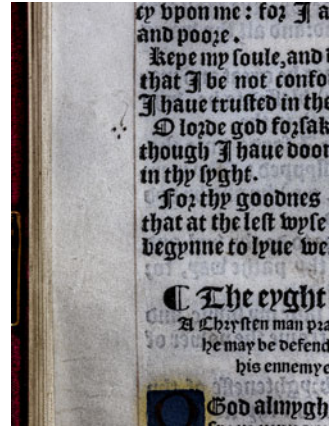 cy vpon me : for I a
and poore.
Kepe my soule, and
that I be not confo
I haue trusted in the
O lorde god forsak
though I haue doon
in thy syght.
For thy goodnes
that at the lest wyse
begynne to lyue we
¶ The eyght
A Chrysten man pra
he may be defend
his ennemye
O God almygh